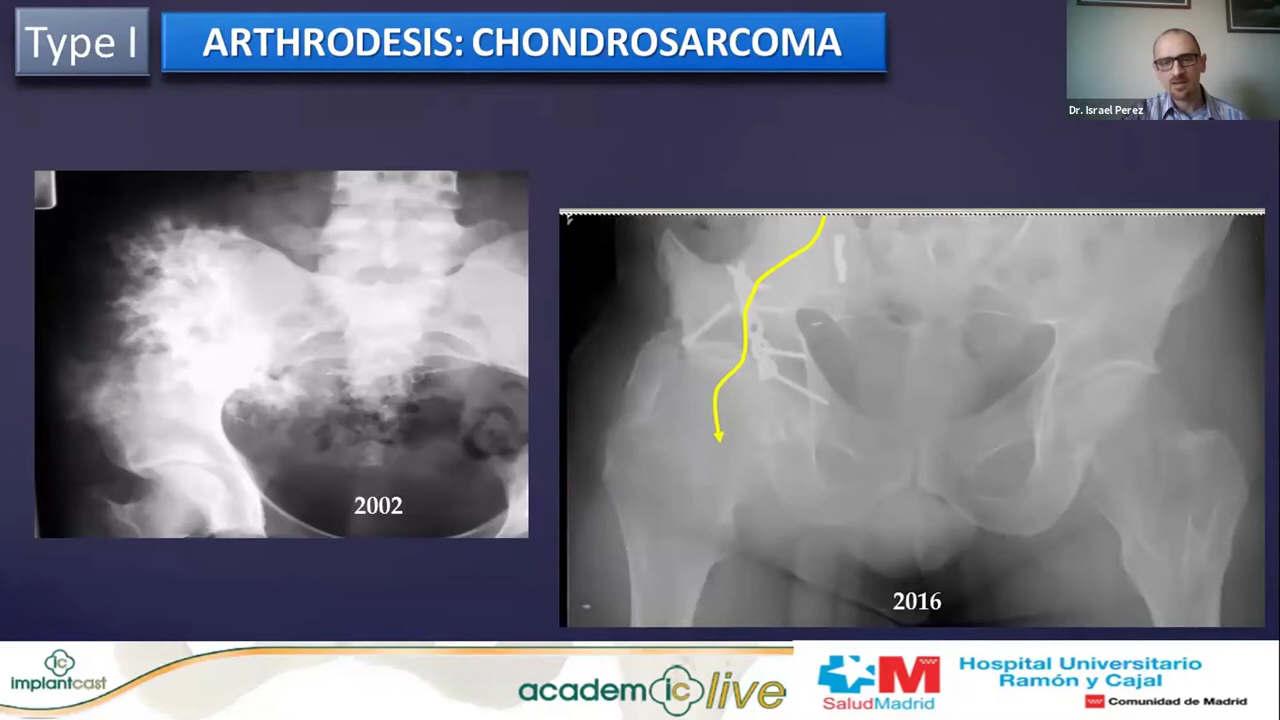 Type I
ARTHRODESIS: CHONDROSARCOMA
Dr. Israel Perez
2002
2016
ic
implantcast
academ ic live
SaludMadrid
Hospital Universitario
Ramón y Cajal
Comunidad de Madrid